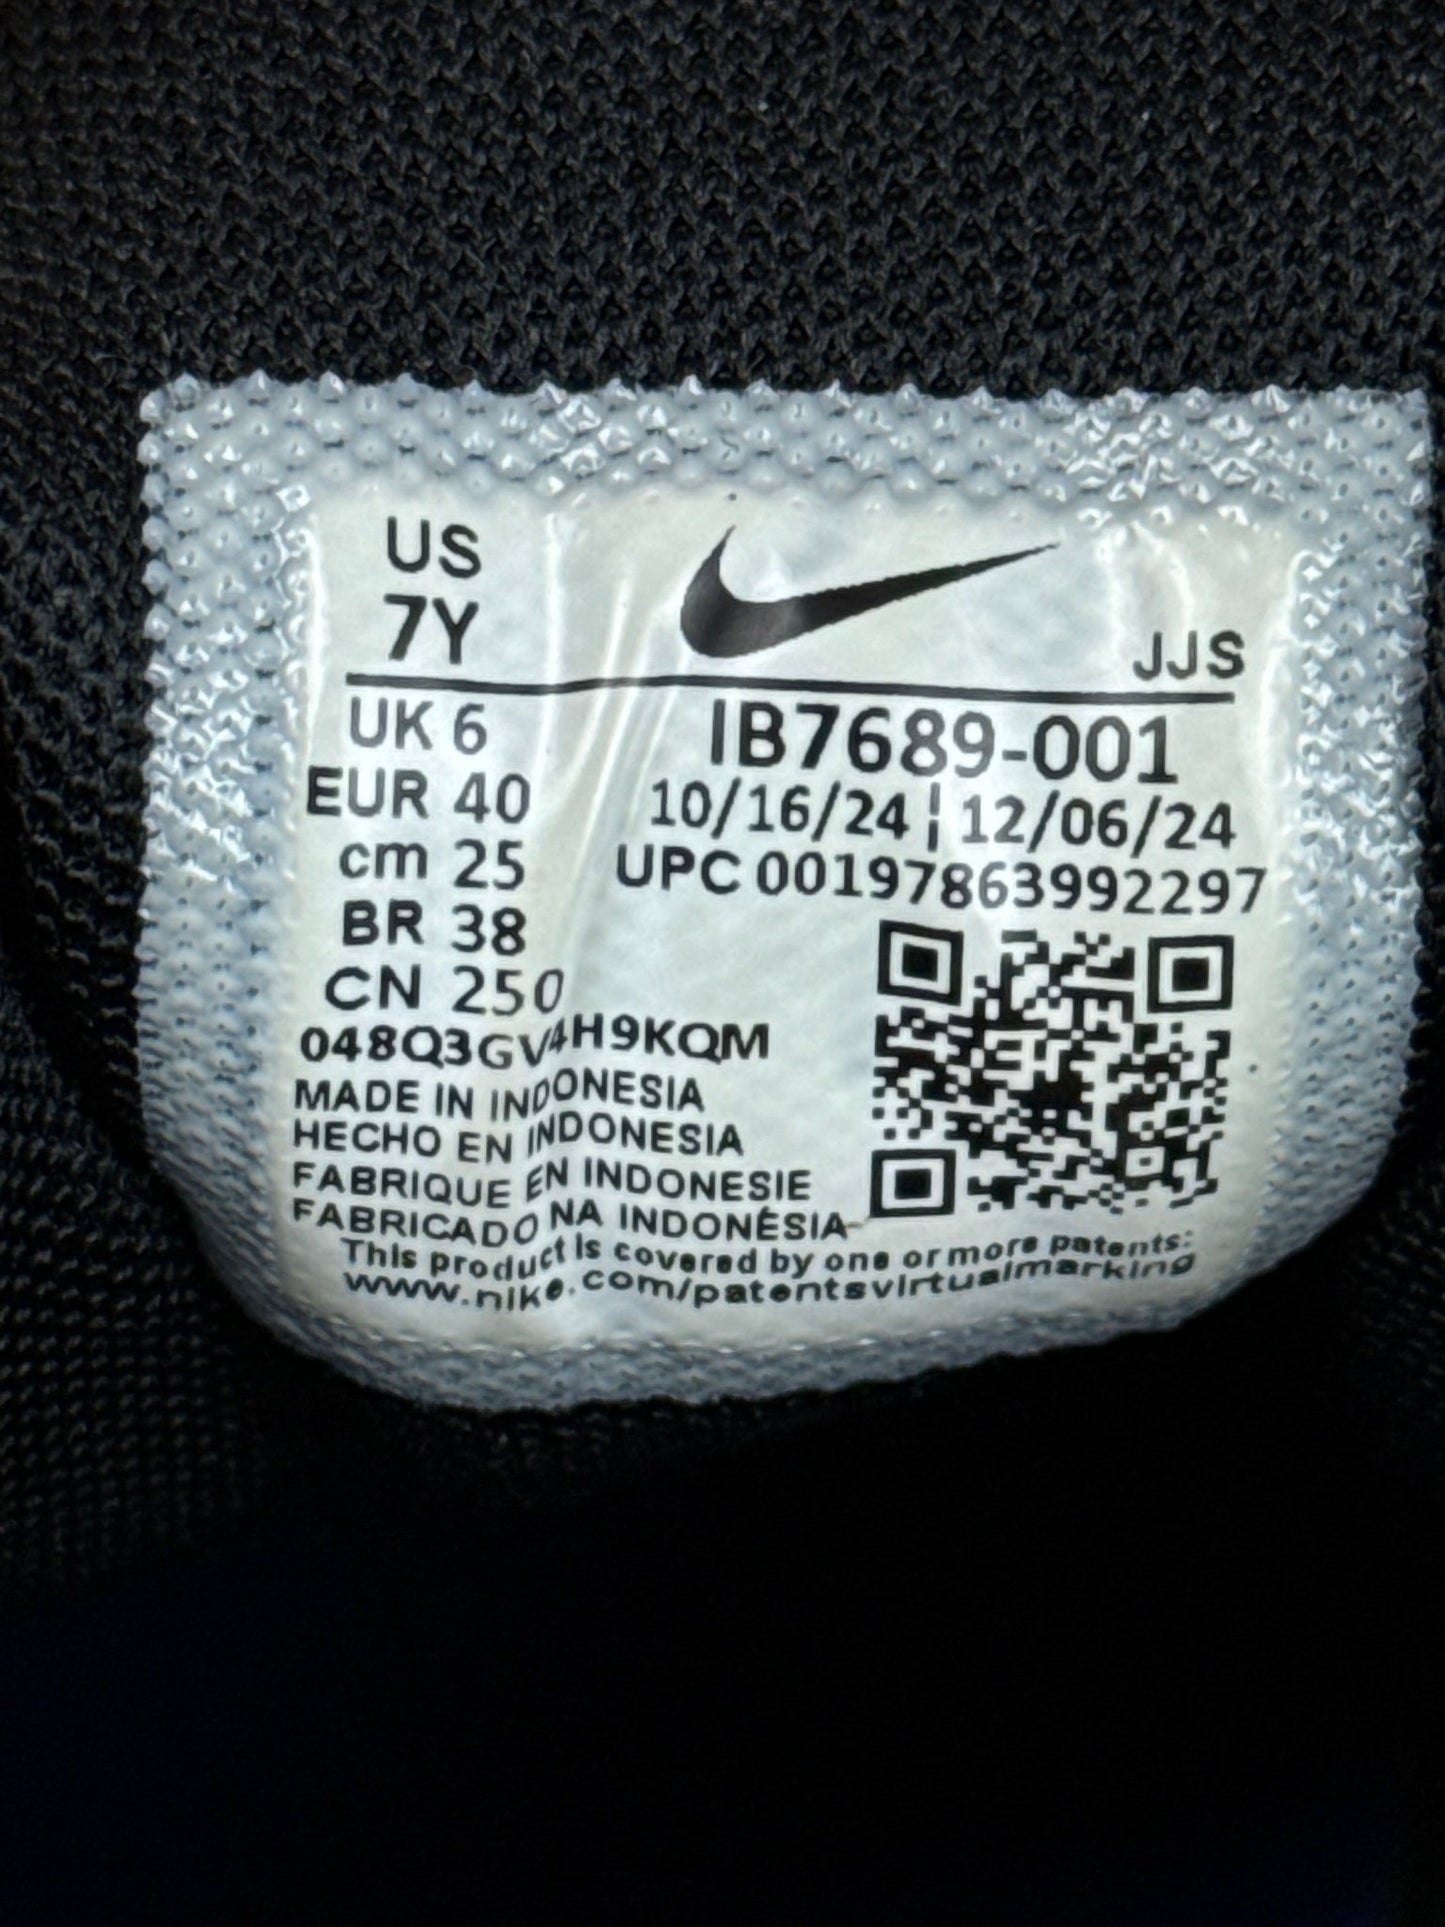 US
7Y
JJS
UK 6
EUR 40
cm 25
BR 38
CN 250
IB7689-001
10/16/24 ¦ 12/06/24
UPC 00197863992297
048Q3GV4H9KQM
MADE IN INDONESIA
HECHO EN INDONESIA
FABRIQUE EN INDONESIE
FABRICADO NA INDONÉSIA
This product is covered by one or more patents:
www.nike.com/patentsvirtualmarking